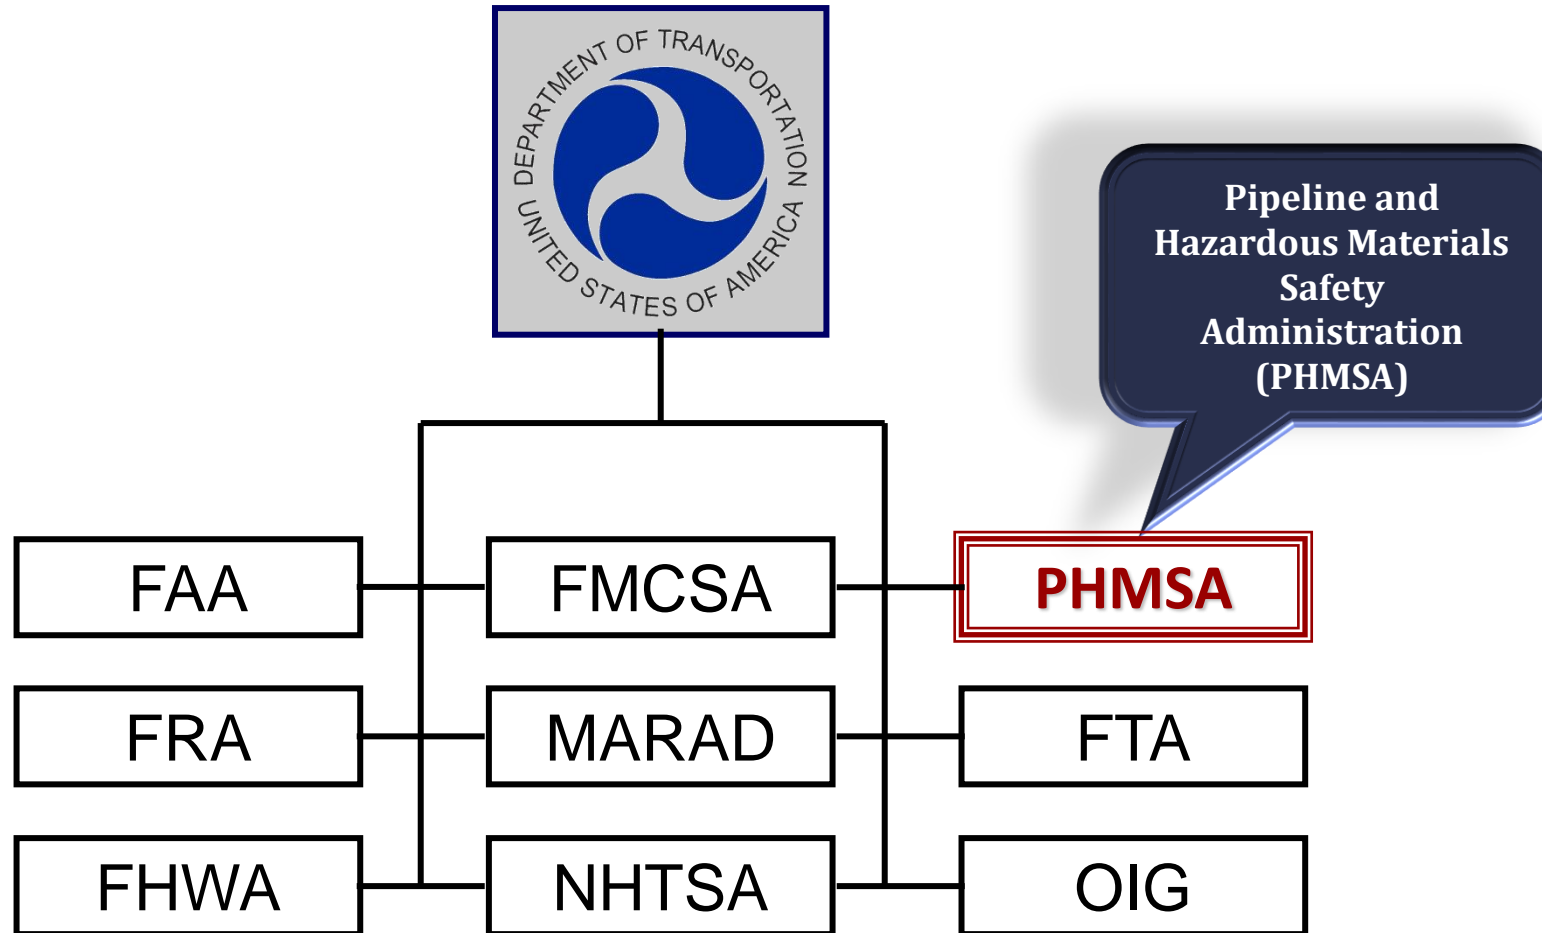 DEPARTMENT OF TRANSPORTATION
UNITED STATES OF AMERICA
Pipeline and
Hazardous Materials
Safety
Administration
(PHMSA)
FAA
FMCSA
PHMSA
FRA
MARAD
FTA
FHWA
NHTSA
OIG